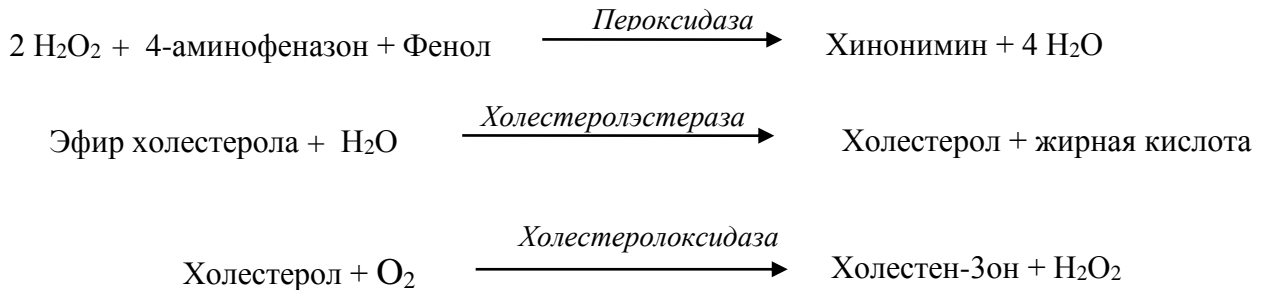 Пероксидаза
2 H₂O₂ + 4-аминофеназон + Фенол → Хинонимин + 4 H₂O
Холестеролэстераза
Эфир холестерола + H₂O → Холестерол + жирная кислота
Холестеролоксидаза
Холестерол + O₂ → Холестен-3он + H₂O₂